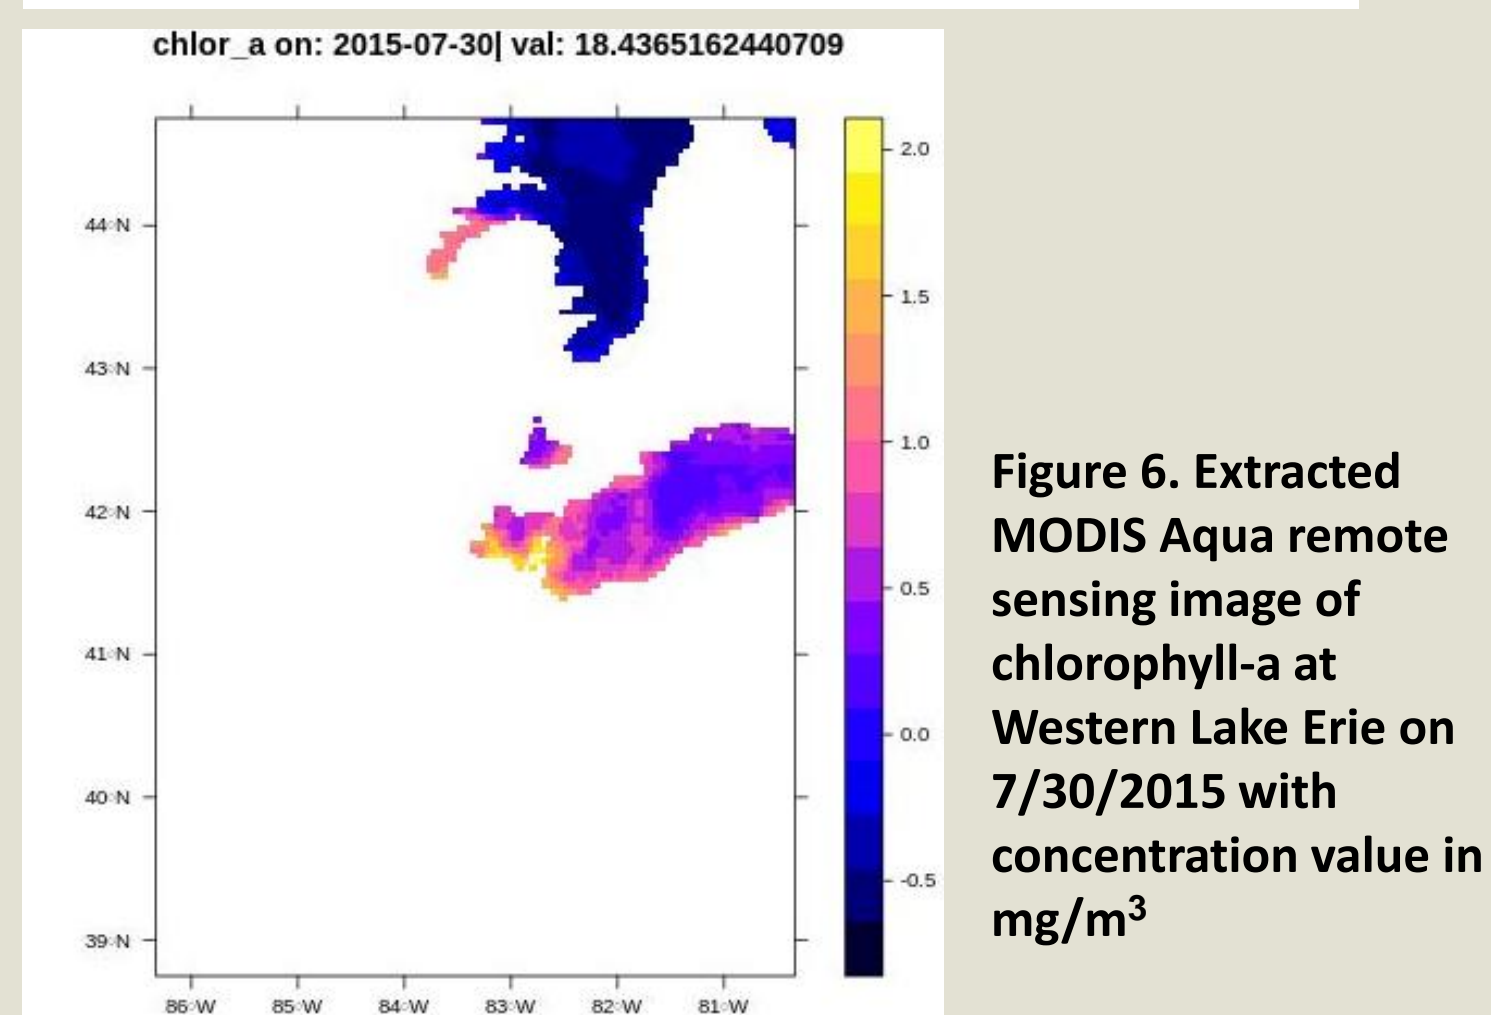 chlor_a on: 2015-07-30| val: 18.4365162440709
2.0
44°N
1.5
43°N
1.0
42°N
0.5
41°N
0.0
40°N
-0.5
39°N
86°W 85°W 84°W 83°W 82°W 81°W
Figure 6. Extracted
MODIS Aqua remote
sensing image of
chlorophyll-a at
Western Lake Erie on
7/30/2015 with
concentration value in
mg/m³